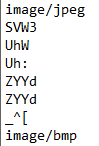 image/jpeg
SVW3
UhW
Uh:
ZYYd
ZYYd
_^[
image/bmp